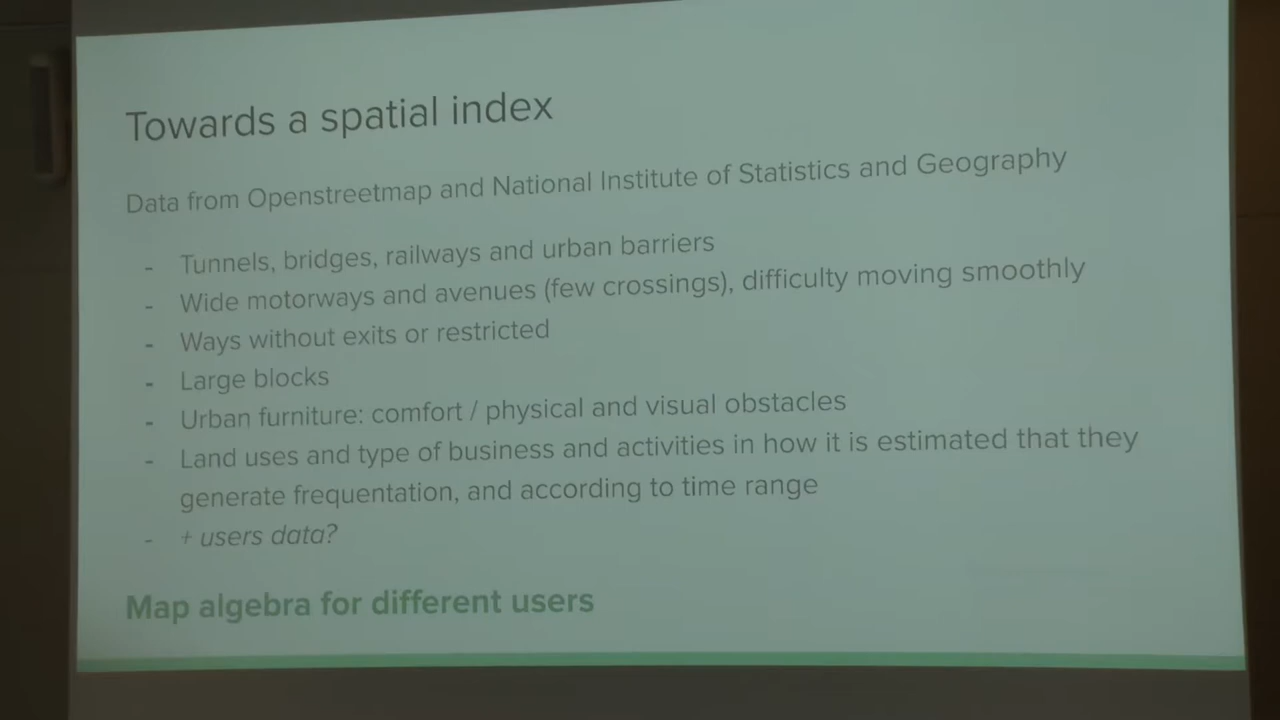 Towards a spatial index
Data from Openstreetmap and National Institute of Statistics and Geography
- Tunnels, bridges, railways and urban barriers
- Wide motorways and avenues (few crossings), difficulty moving smoothly
- Ways without exits or restricted
- Large blocks
- Urban furniture: comfort / physical and visual obstacles
- Land uses and type of business and activities in how it is estimated that they
generate frequentation, and according to time range
- + users data?
Map algebra for different users